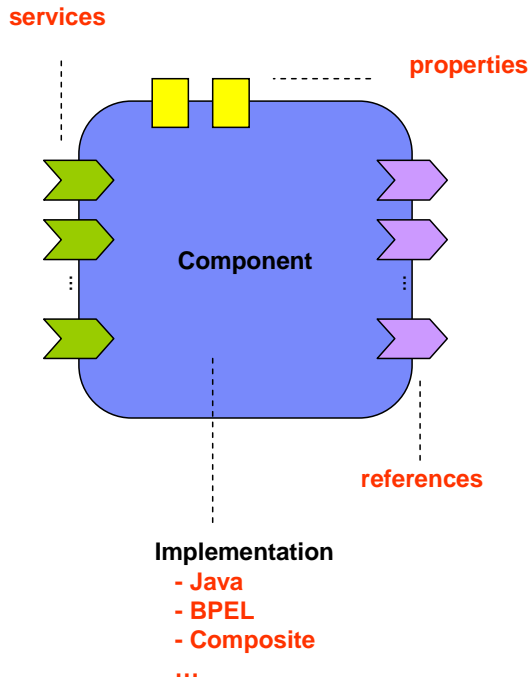 services
properties
Component
...
...
references
Implementation
- Java
- BPEL
- Composite
...